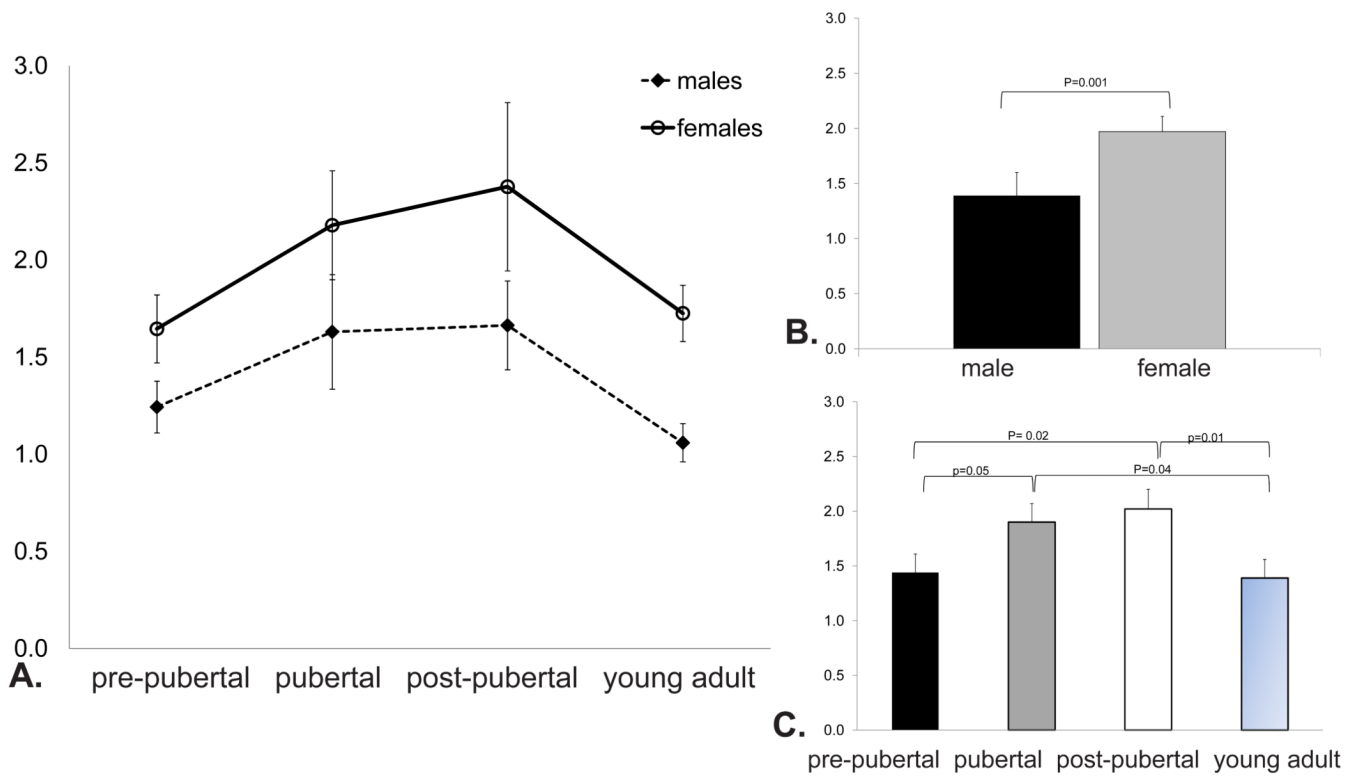 3.0
2.5
2.0
1.5
1.0
0.5
0.0
males
females
A.
pre-pubertal pubertal post-pubertal young adult
3.0
2.5
2.0
1.5
1.0
0.5
0.0
P=0.001
B.
male female
3.0
2.5
2.0
1.5
1.0
0.5
0.0
P= 0.02
p=0.01
p=0.05
P=0.04
C.
pre-pubertal pubertal post-pubertal young adult